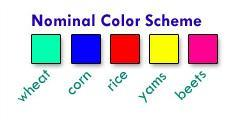 Nominal Color Scheme
wheat
corn
rice
yams
beets